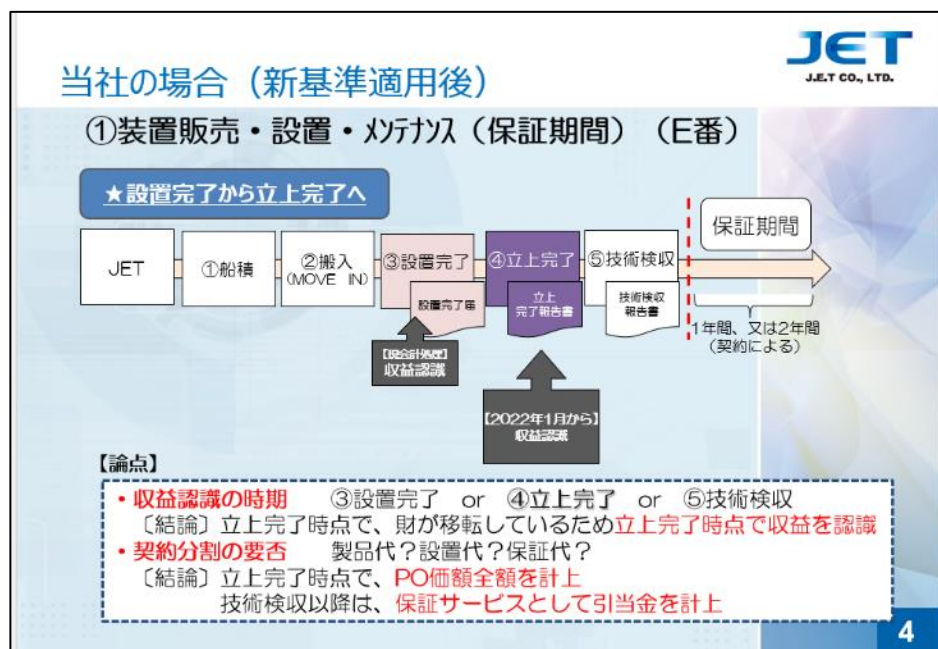 JET
J.E.T CO., LTD.
当社の場合（新基準適用後）
①装置販売・設置・ﾒﾝﾃﾅﾝｽ（保証期間）（E番）
★設置完了から立上完了へ
JET
①船積
②搬入
(MOVE IN)
③設置完了
設置完了届
④立上完了
立上
完了報告書
⑤技術検収
技術検収
報告書
保証期間
1年間、又は2年間
（契約による）
【現会計処理】
収益認識
【2022年1月から】
収益認識
【論点】
・収益認識の時期 ③設置完了 or ④立上完了 or ⑤技術検収
〔結論〕立上完了時点で、財が移転しているため立上完了時点で収益を認識
・契約分割の要否 製品代？設置代？保証代？
〔結論〕立上完了時点で、PO価額全額を計上
技術検収以降は、保証サービスとして引当金を計上
4